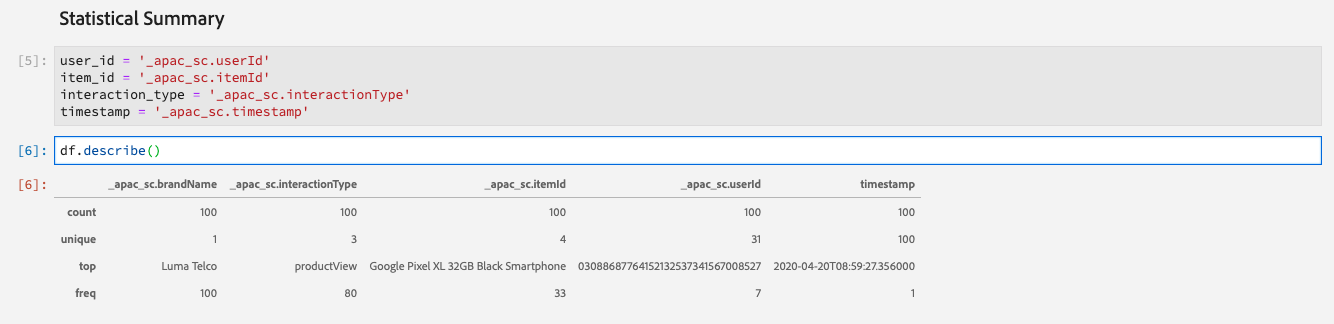 Statistical Summary
[5]: user_id = '_apac_sc.userId'
item_id = '_apac_sc.itemId'
interaction_type = '_apac_sc.interactionType'
timestamp = '_apac_sc.timestamp'
[6]: df.describe()
[6]: _apac_sc.brandName _apac_sc.interactionType _apac_sc.itemId _apac_sc.userId timestamp
count 100 100 100 100 100
unique 1 3 4 31 100
top Luma Telco productView Google Pixel XL 32GB Black Smartphone 03088687764152132537341567008527 2020-04-20T08:59:27.356000
freq 100 80 33 7 1